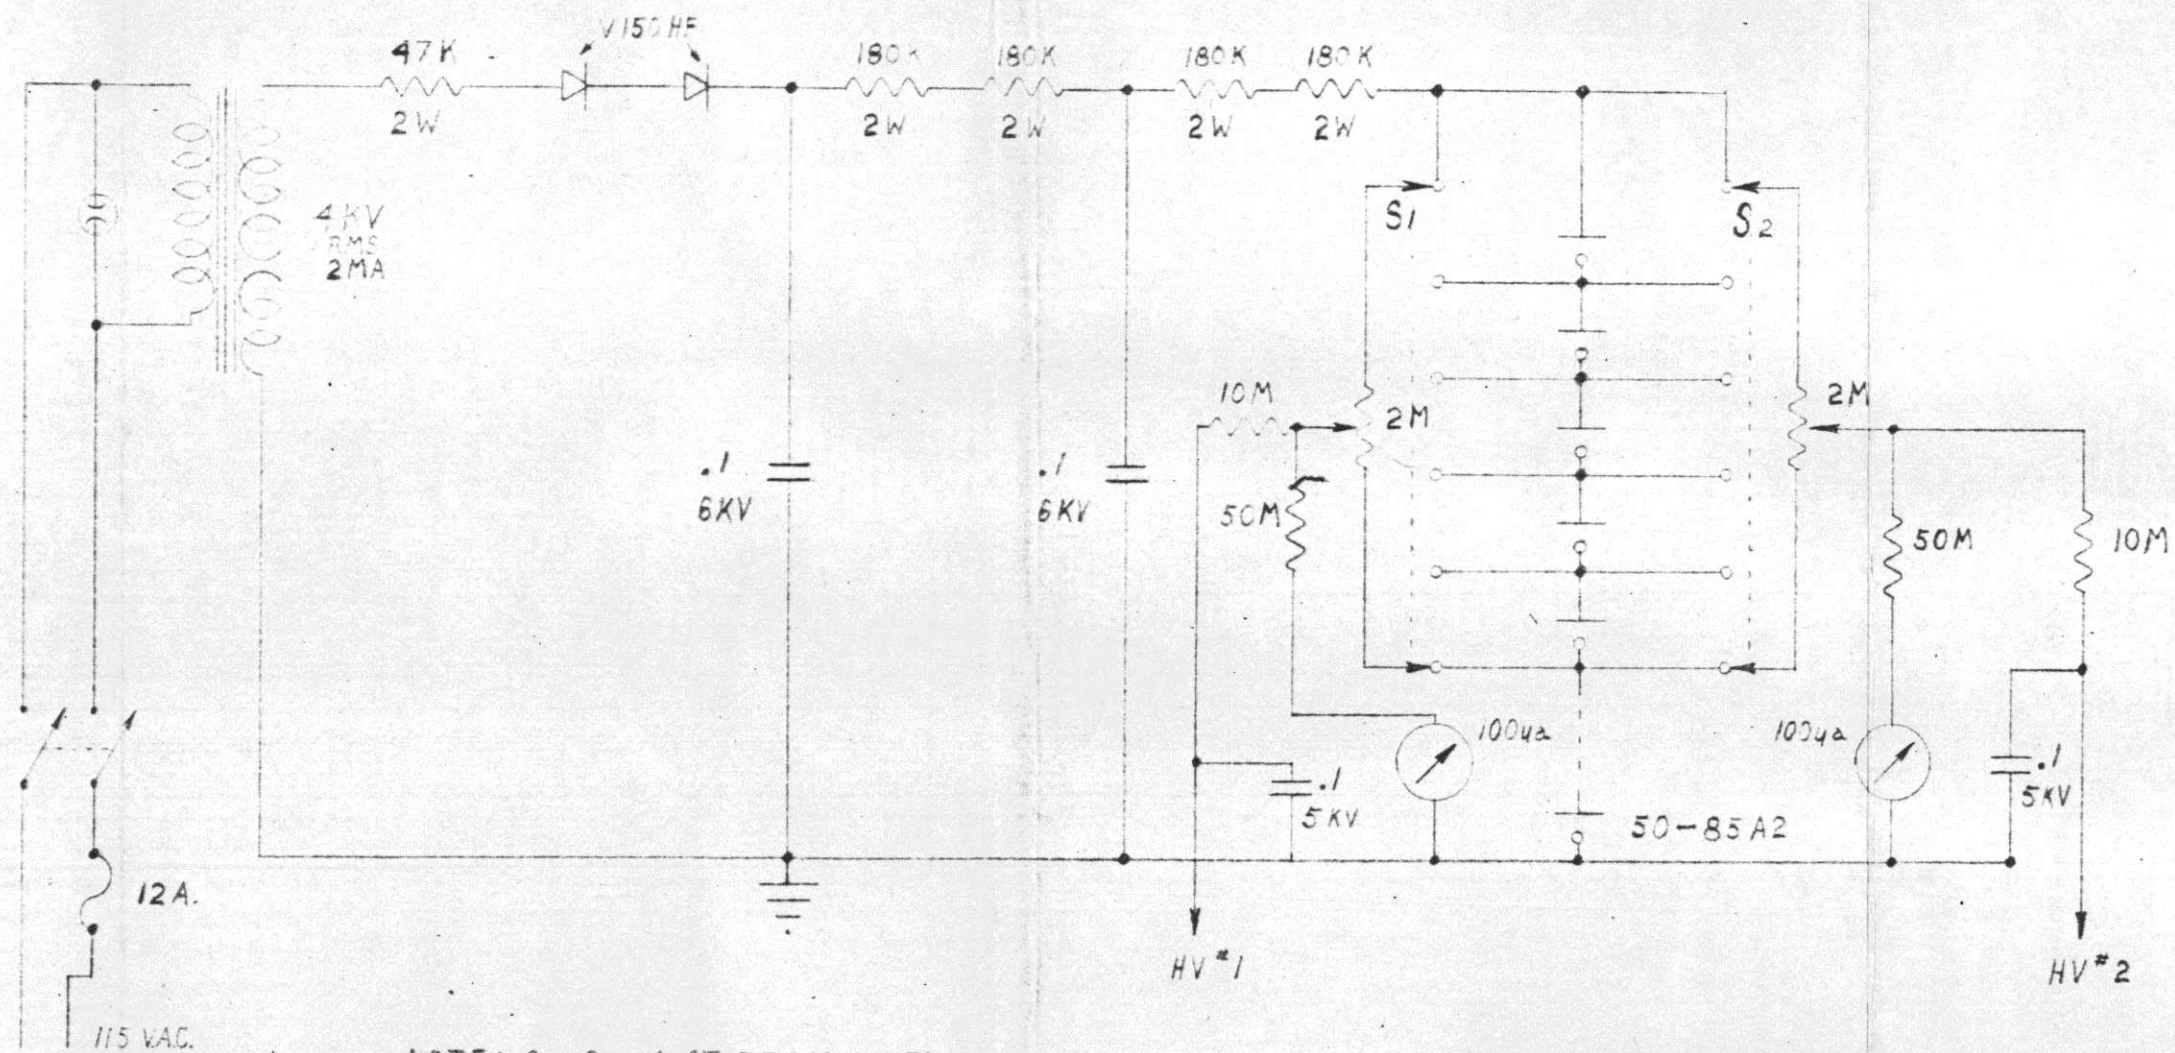 47K
2W
V150HF
180K
2W
180K
2W
180K
2W
180K
2W
4KV
RMS
2MA
S1
S2
.1
6KV
.1
6KV
10M
2M
50M
2M
50M
10M
100ua
100ua
.1
5KV
.1
5KV
50-85A2
12A.
HV#1
HV#2
115 V.A.C.